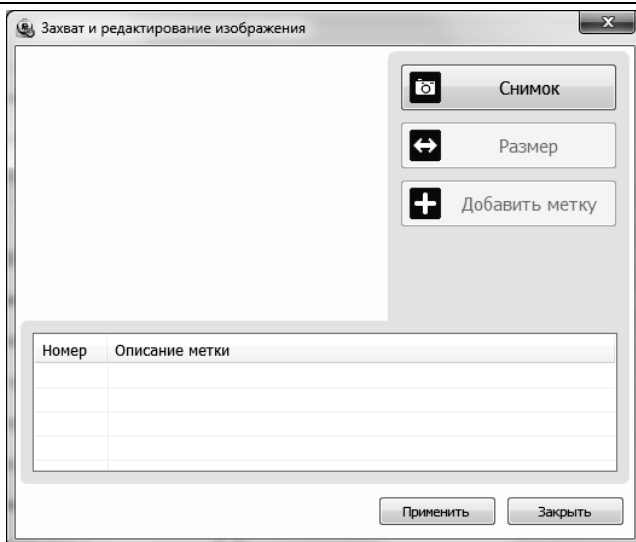 Захват и редактирование изображения
Снимок
Размер
Добавить метку
Номер Описание метки
Применить Закрыть